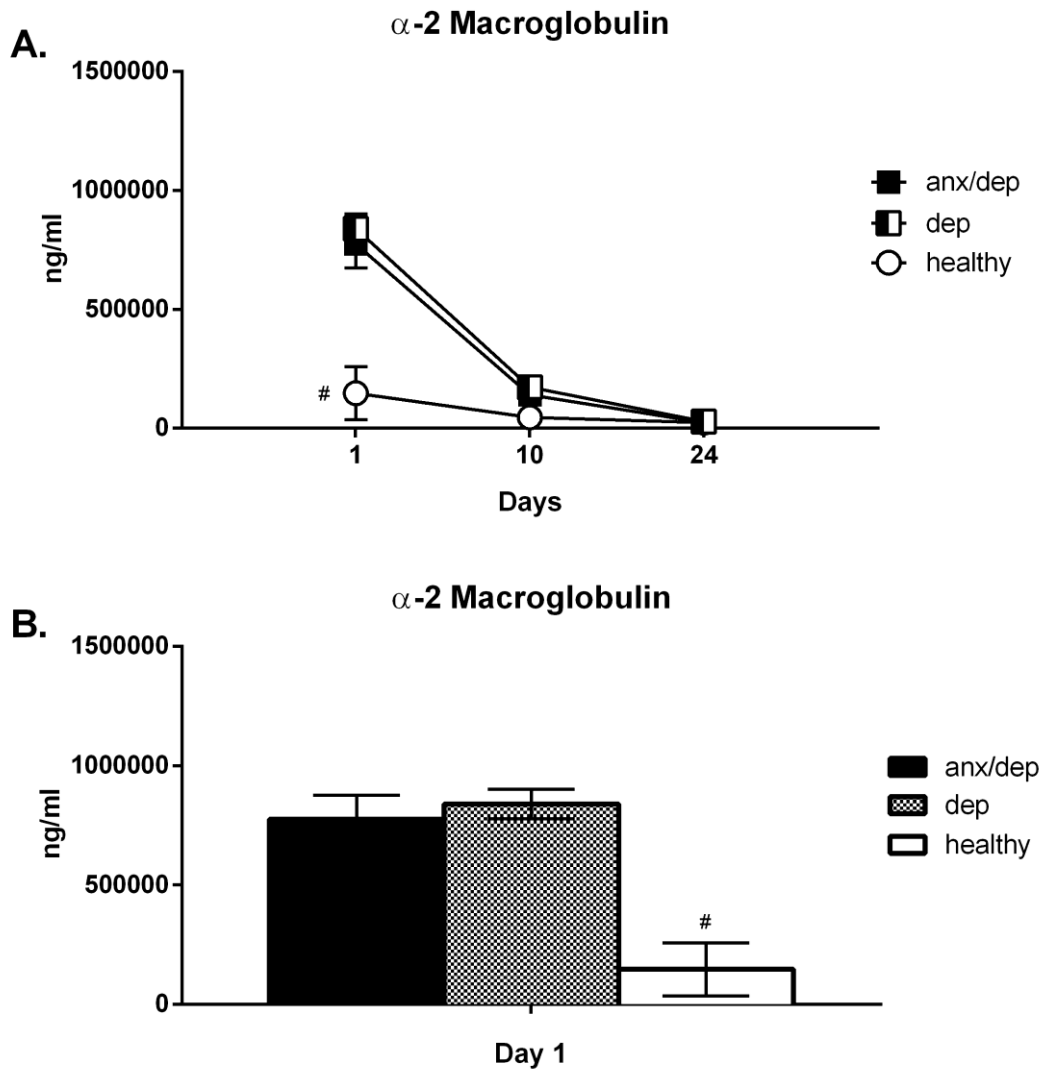 A.
α-2 Macroglobulin
1500000
1000000
500000
0
ng/ml
#
1 10 24
Days
anx/dep
dep
healthy
B.
α-2 Macroglobulin
1500000
1000000
500000
0
ng/ml
#
Day 1
anx/dep
dep
healthy